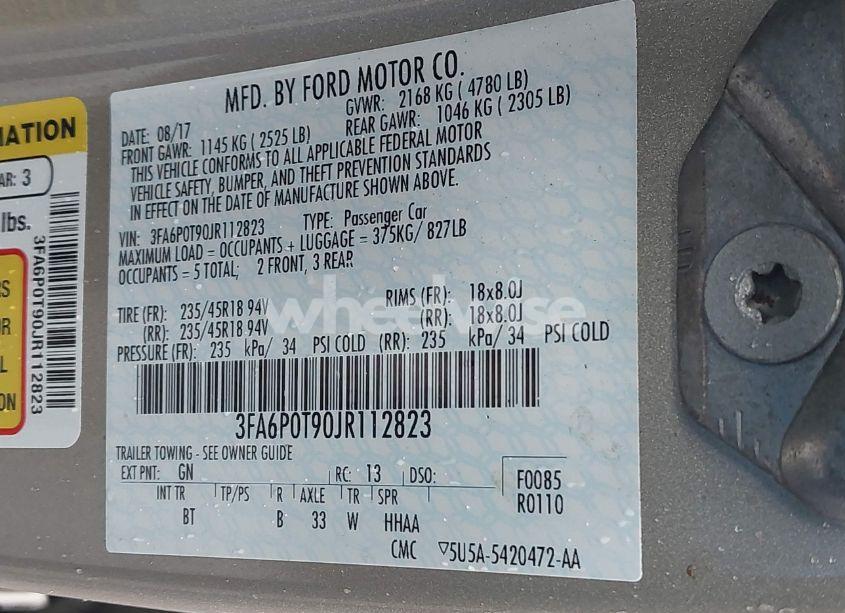 MATION
AR: 3
lbs.
RS
OR
L
ON
3FA6P0T90JR112823
MFD. BY FORD MOTOR CO.
DATE: 08/17 GVWR: 2168 KG ( 4780 LB)
FRONT GAWR: 1145 KG ( 2525 LB) REAR GAWR: 1046 KG ( 2305 LB)
THIS VEHICLE CONFORMS TO ALL APPLICABLE FEDERAL MOTOR
VEHICLE SAFETY, BUMPER, AND THEFT PREVENTION STANDARDS
IN EFFECT ON THE DATE OF MANUFACTURE SHOWN ABOVE.
VIN: 3FA6P0T90JR112823 TYPE: Passenger Car
MAXIMUM LOAD = OCCUPANTS + LUGGAGE = 375KG/ 827LB
OCCUPANTS = 5 TOTAL; 2 FRONT, 3 REAR
TIRE (FR): 235/45R18 94V RIMS (FR): 18x8.0J
(RR): 235/45R18 94V (RR): 18x8.0J
PRESSURE (FR): 235 kPa/ 34 PSI COLD (RR): 235 kPa/ 34 PSI COLD
wheelwise
3FA6P0T90JR112823
TRAILER TOWING - SEE OWNER GUIDE
EXT PNT: GN RC: 13 DSO: F0085
R0110
INT TR TP/PS R AXLE TR SPR
BT B 33 W HHAA
CMC ▽5U5A-5420472-AA